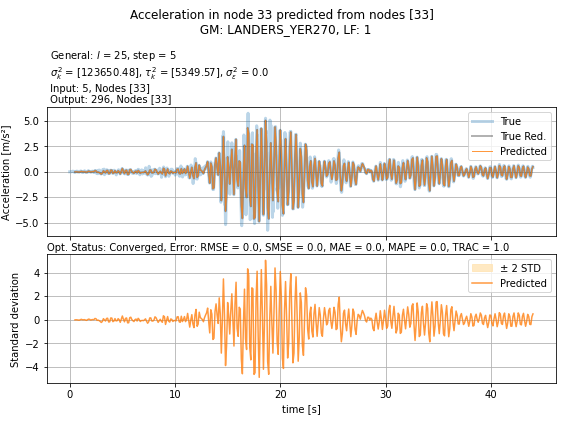 Acceleration in node 33 predicted from nodes [33]
GM: LANDERS_YER270, LF: 1
General: l = 25, step = 5
σ²ₖ = [123650.48], τ²ₖ = [5349.57], σ²ε = 0.0
Input: 5, Nodes [33]
Output: 296, Nodes [33]
Acceleration [m/s²]
5.0
2.5
0.0
−2.5
−5.0
True
True Red.
Predicted
Opt. Status: Converged, Error: RMSE = 0.0, SMSE = 0.0, MAE = 0.0, MAPE = 0.0, TRAC = 1.0
Standard deviation
4
2
0
−2
−4
± 2 STD
Predicted
0 10 20 30 40
time [s]